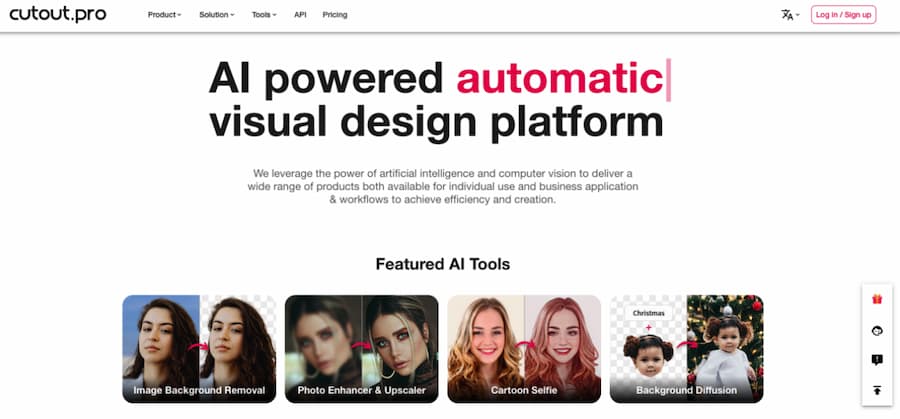 cutout.pro
Product
Solution
Tools
API
Pricing
Log in / Sign up
AI powered automatic
visual design platform
We leverage the power of artificial intelligence and computer vision to deliver a
wide range of products both available for individual use and business application
& workflows to achieve efficiency and creation.
Featured AI Tools
Image Background Removal
Photo Enhancer & Upscaler
Cartoon Selfie
Christmas
+
Background Diffusion